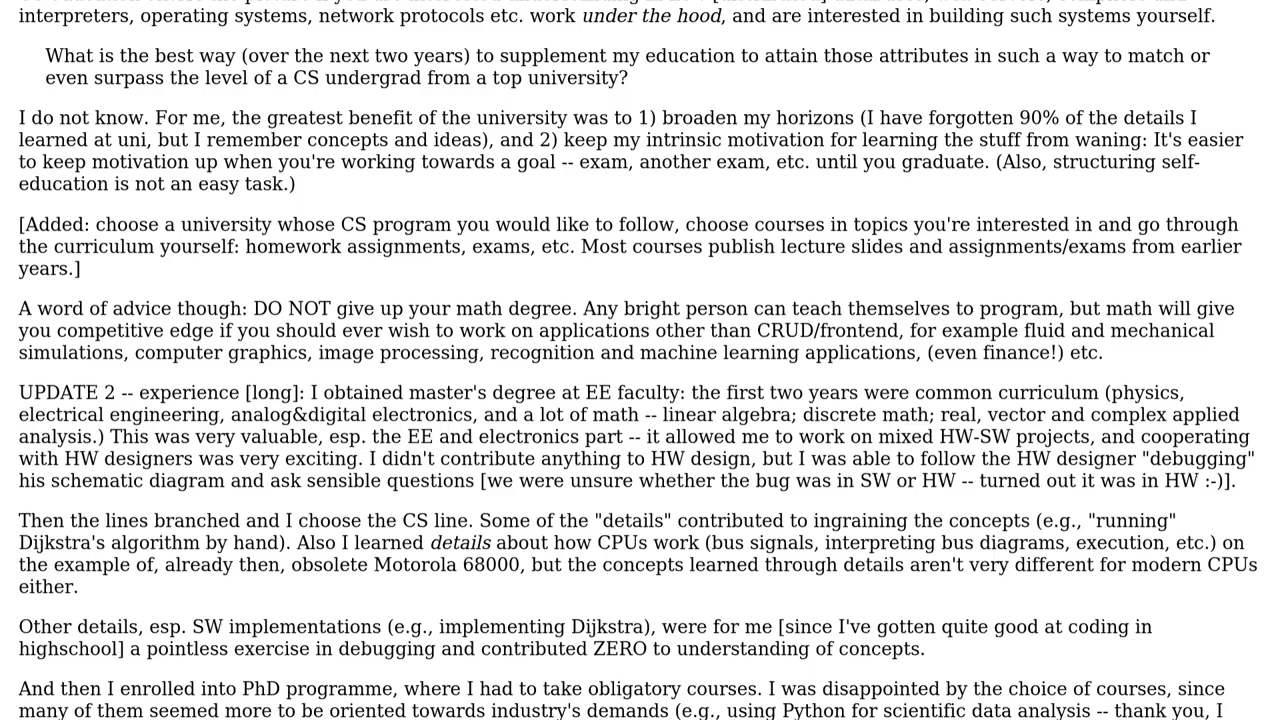 interpreters, operating systems, network protocols etc. work under the hood, and are interested in building such systems yourself.
What is the best way (over the next two years) to supplement my education to attain those attributes in such a way to match or
even surpass the level of a CS undergrad from a top university?
I do not know. For me, the greatest benefit of the university was to 1) broaden my horizons (I have forgotten 90% of the details I
learned at uni, but I remember concepts and ideas), and 2) keep my intrinsic motivation for learning the stuff from waning: It's easier
to keep motivation up when you're working towards a goal -- exam, another exam, etc. until you graduate. (Also, structuring self-
education is not an easy task.)
[Added: choose a university whose CS program you would like to follow, choose courses in topics you're interested in and go through
the curriculum yourself: homework assignments, exams, etc. Most courses publish lecture slides and assignments/exams from earlier
years.]
A word of advice though: DO NOT give up your math degree. Any bright person can teach themselves to program, but math will give
you competitive edge if you should ever wish to work on applications other than CRUD/frontend, for example fluid and mechanical
simulations, computer graphics, image processing, recognition and machine learning applications, (even finance!) etc.
UPDATE 2 -- experience [long]: I obtained master's degree at EE faculty: the first two years were common curriculum (physics,
electrical engineering, analog&digital electronics, and a lot of math -- linear algebra; discrete math; real, vector and complex applied
analysis.) This was very valuable, esp. the EE and electronics part -- it allowed me to work on mixed HW-SW projects, and cooperating
with HW designers was very exciting. I didn't contribute anything to HW design, but I was able to follow the HW designer "debugging"
his schematic diagram and ask sensible questions [we were unsure whether the bug was in SW or HW -- turned out it was in HW :-)].
Then the lines branched and I choose the CS line. Some of the "details" contributed to ingraining the concepts (e.g., "running"
Dijkstra's algorithm by hand). Also I learned details about how CPUs work (bus signals, interpreting bus diagrams, execution, etc.) on
the example of, already then, obsolete Motorola 68000, but the concepts learned through details aren't very different for modern CPUs
either.
Other details, esp. SW implementations (e.g., implementing Dijkstra), were for me [since I've gotten quite good at coding in
highschool] a pointless exercise in debugging and contributed ZERO to understanding of concepts.
And then I enrolled into PhD programme, where I had to take obligatory courses. I was disappointed by the choice of courses, since
many of them seemed more to be oriented towards industry's demands (e.g., using Python for scientific data analysis -- thank you, I